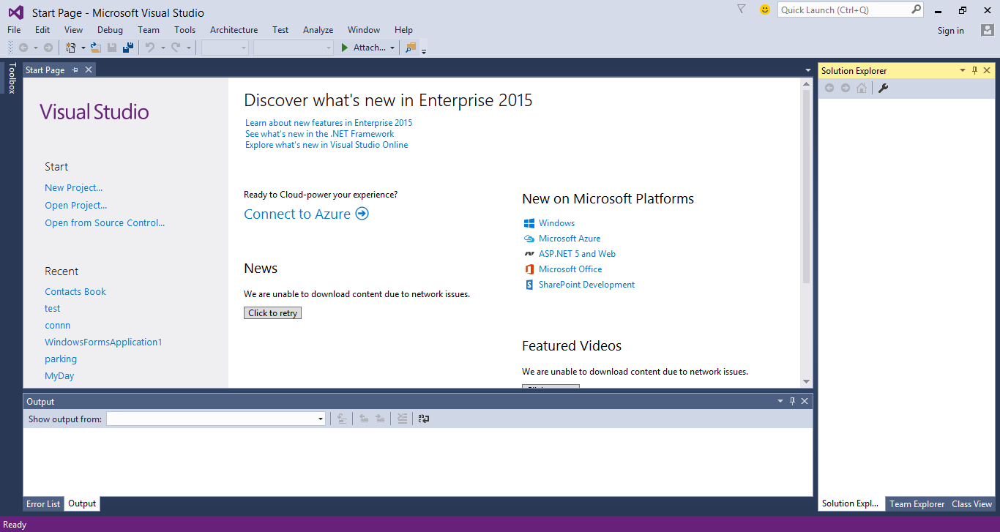 Start Page - Microsoft Visual Studio
Quick Launch (Ctrl+Q)
File Edit View Debug Team Tools Architecture Test Analyze Window Help
Sign in
Attach...
Toolbox
Start Page
Visual Studio
Start
New Project...
Open Project...
Open from Source Control...
Recent
Contacts Book
test
connn
WindowsFormsApplication1
parking
MyDay
Discover what's new in Enterprise 2015
Learn about new features in Enterprise 2015
See what's new in the .NET Framework
Explore what's new in Visual Studio Online
Ready to Cloud-power your experience?
Connect to Azure
News
We are unable to download content due to network issues.
Click to retry
New on Microsoft Platforms
Windows
Microsoft Azure
ASP.NET 5 and Web
Microsoft Office
SharePoint Development
Featured Videos
We are unable to download content due to network issues.
Solution Explorer
Output
Show output from:
Error List Output
Solution Expl... Team Explorer Class View
Ready